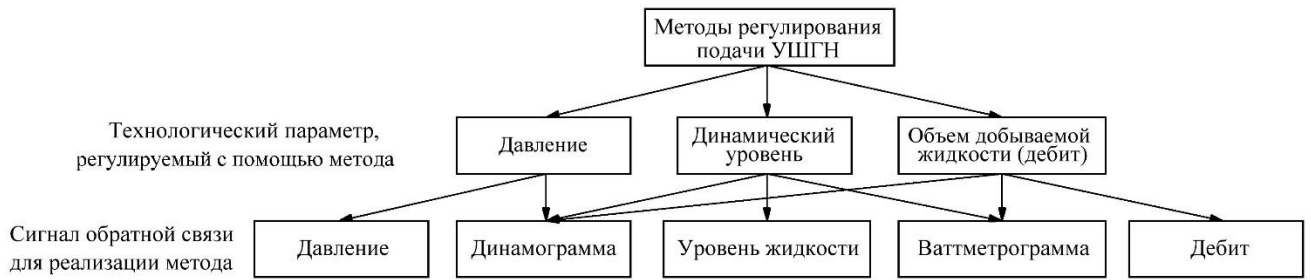 Методы регулирования
подачи УШГН
Технологический параметр,
регулируемый с помощью метода
Давление
Динамический
уровень
Объем добываемой
жидкости (дебит)
Сигнал обратной связи
для реализации метода
Давление
Динамограмма
Уровень жидкости
Ваттметрограмма
Дебит